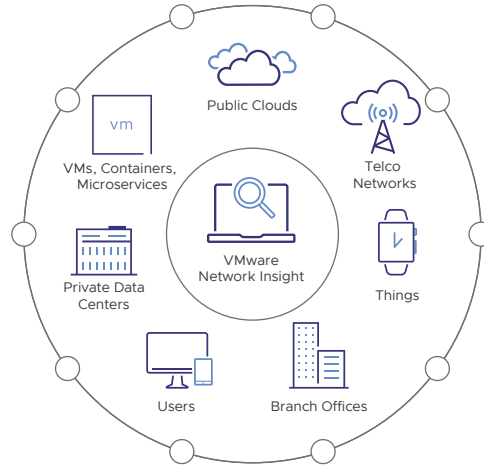 Public Clouds
vm
VMs, Containers,
Microservices
Telco
Networks
VMware
Network Insight
Private Data
Centers
Things
Users
Branch Offices